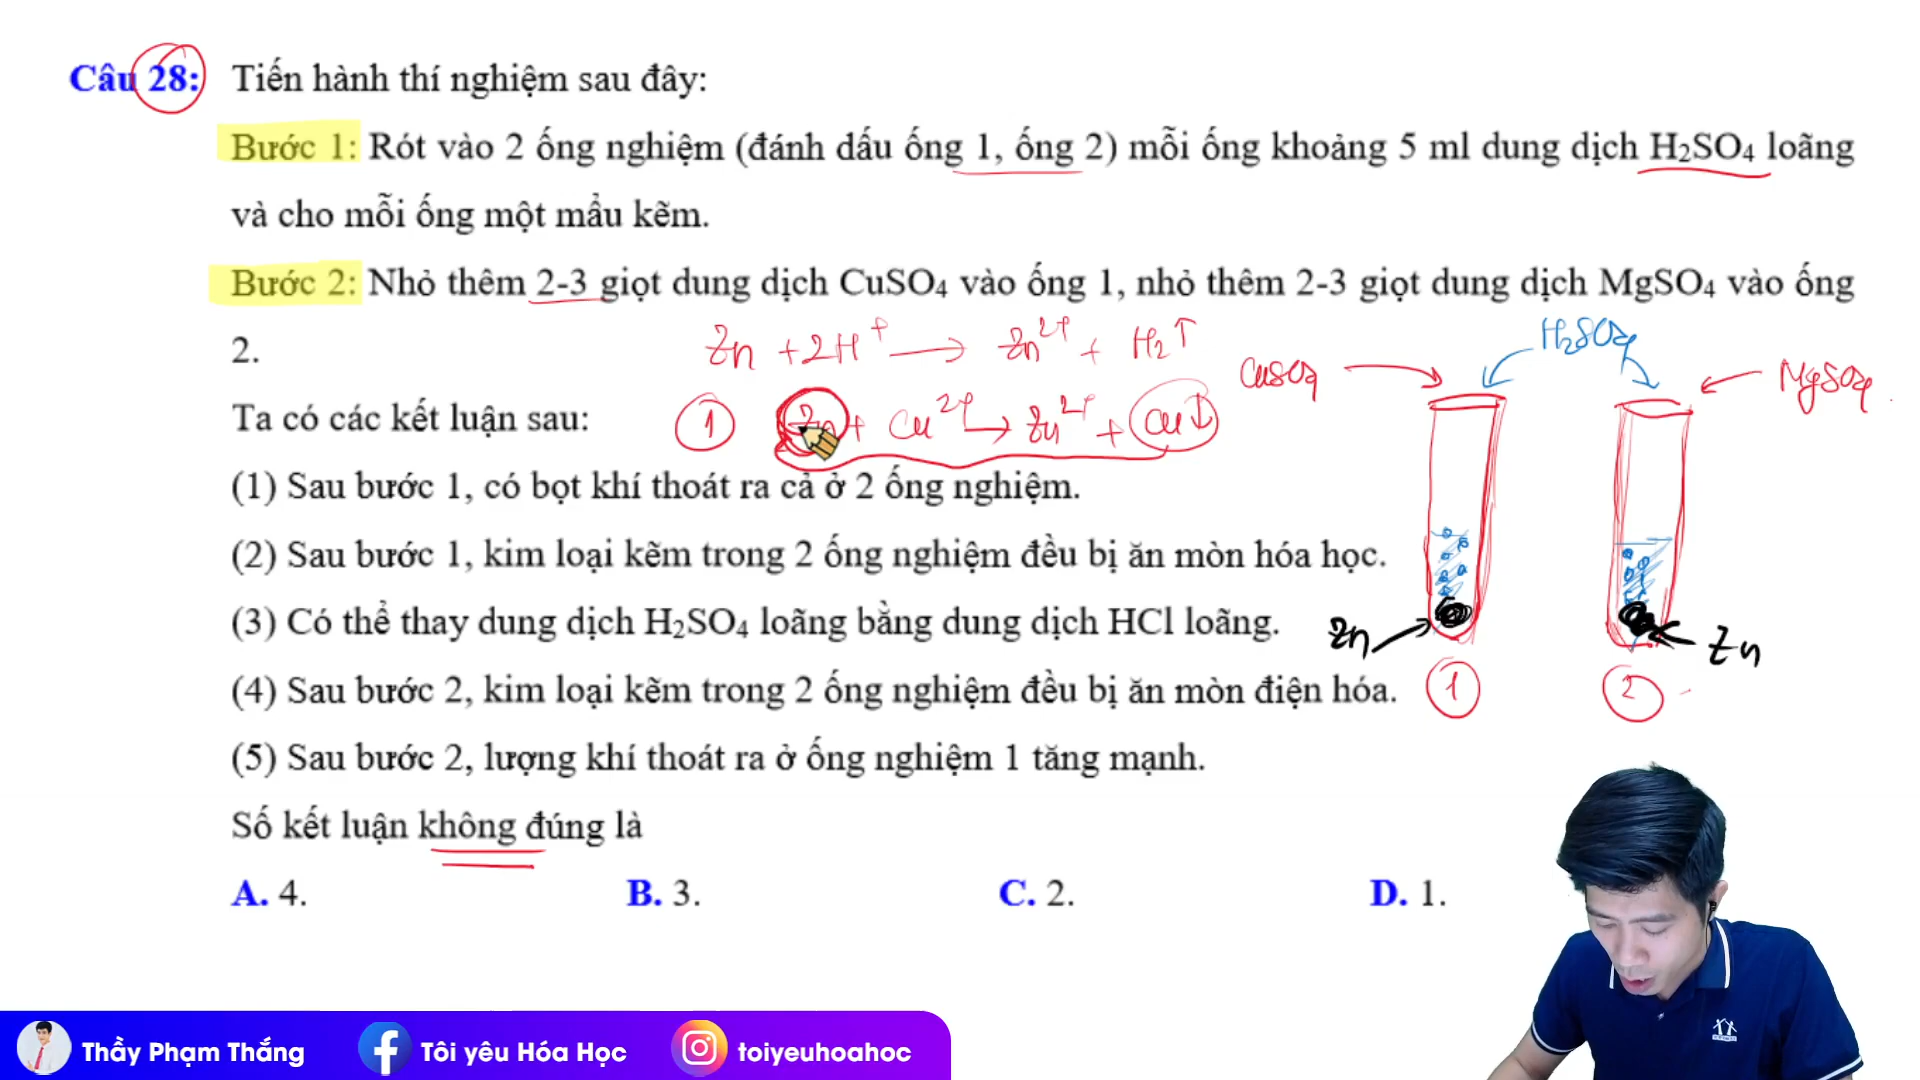 Câu 28: Tiến hành thí nghiệm sau đây:
Bước 1: Rót vào 2 ống nghiệm (đánh dấu ống 1, ống 2) mỗi ống khoảng 5 ml dung dịch H₂SO₄ loãng
và cho mỗi ống một mẩu kẽm.
Bước 2: Nhỏ thêm 2-3 giọt dung dịch CuSO₄ vào ống 1, nhỏ thêm 2-3 giọt dung dịch MgSO₄ vào ống
2.
Zn + 2H⁺ → Zn²⁺ + H₂↑
H₂SO₄
CuSO₄
MgSO₄
Ta có các kết luận sau:
1 Zn + Cu²⁺ → Zn²⁺ + Cu↓
(1) Sau bước 1, có bọt khí thoát ra cả ở 2 ống nghiệm.
(2) Sau bước 1, kim loại kẽm trong 2 ống nghiệm đều bị ăn mòn hóa học.
(3) Có thể thay dung dịch H₂SO₄ loãng bằng dung dịch HCl loãng.
Zn
Zn
(4) Sau bước 2, kim loại kẽm trong 2 ống nghiệm đều bị ăn mòn điện hóa.
1
2
(5) Sau bước 2, lượng khí thoát ra ở ống nghiệm 1 tăng mạnh.
Số kết luận không đúng là
A. 4. B. 3. C. 2. D. 1.
Thầy Phạm Thắng Tôi yêu Hóa Học toiyeuhoahoc